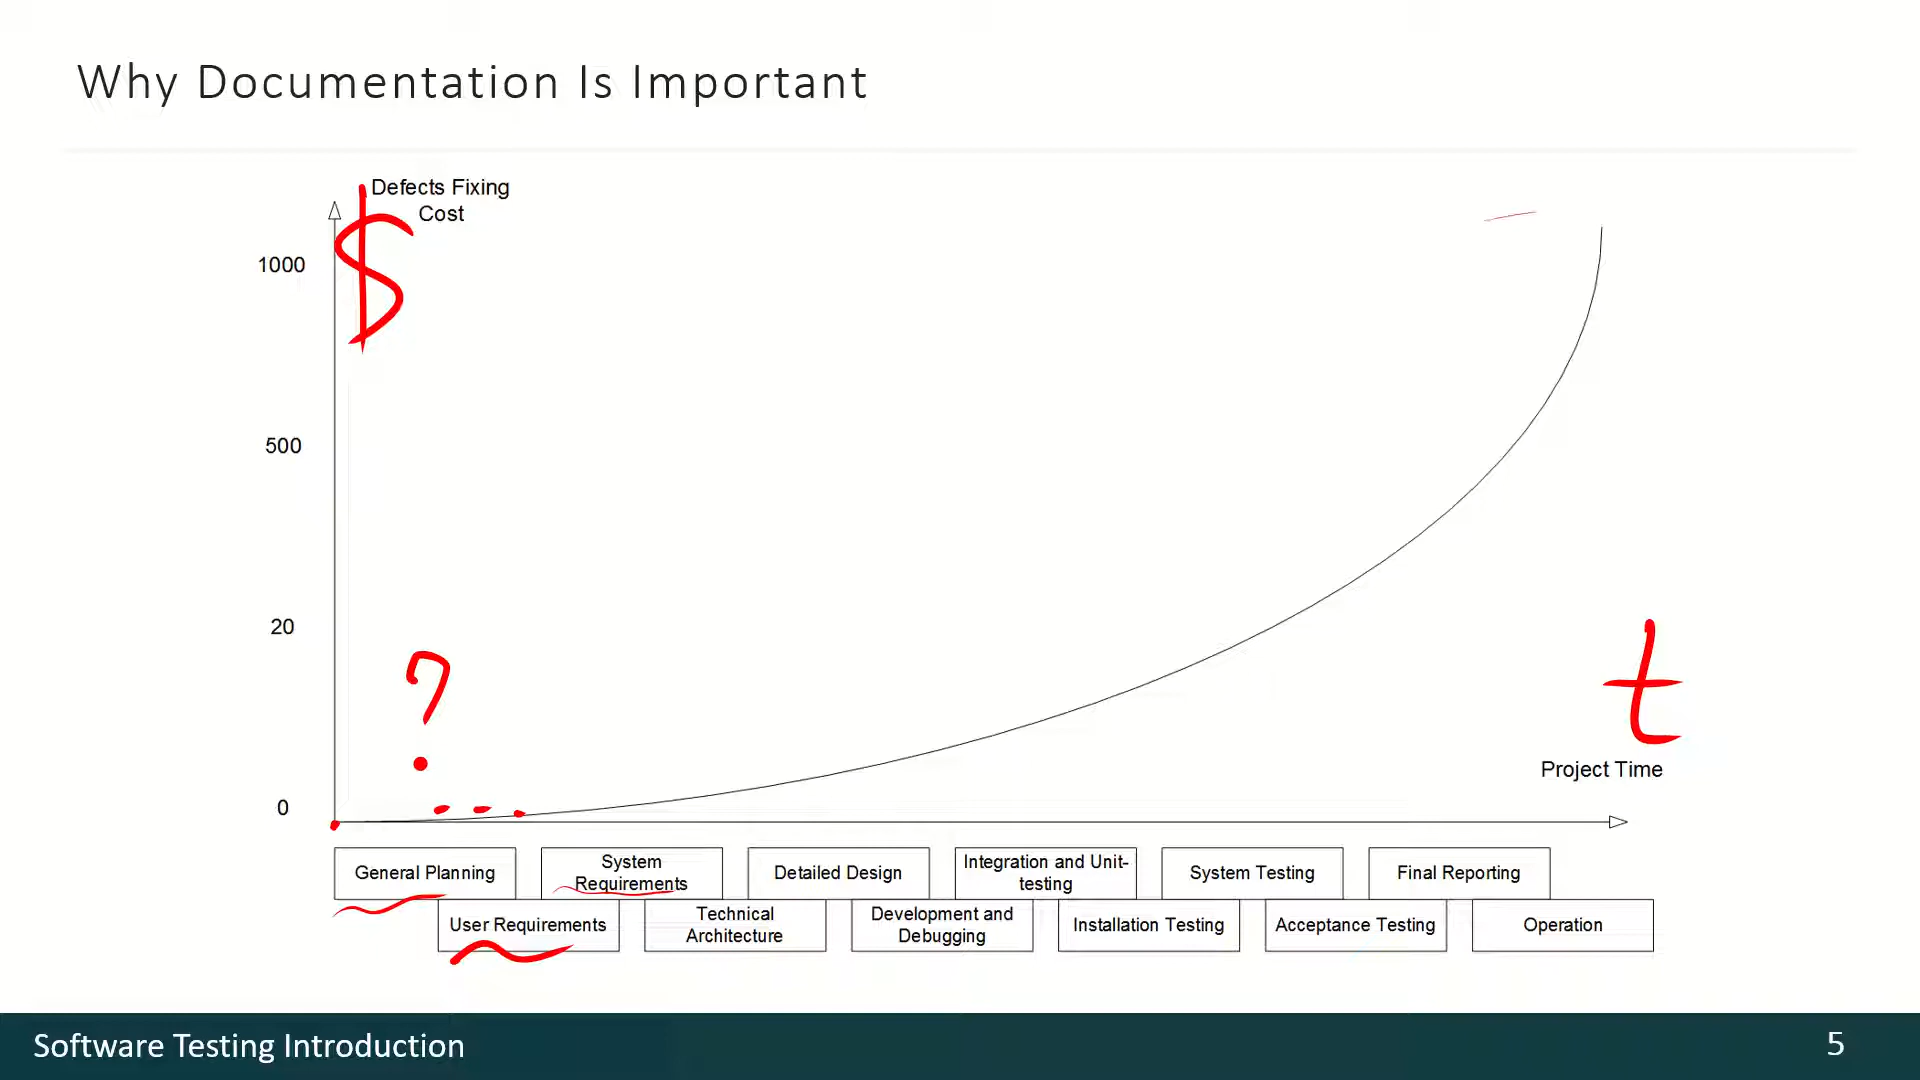 Why Documentation Is Important
Defects Fixing
Cost
$
1000
500
20
0
?
t
Project Time
General Planning
System
Requirements
Detailed Design
Integration and Unit-
testing
System Testing
Final Reporting
User Requirements
Technical
Architecture
Development and
Debugging
Installation Testing
Acceptance Testing
Operation
Software Testing Introduction
5